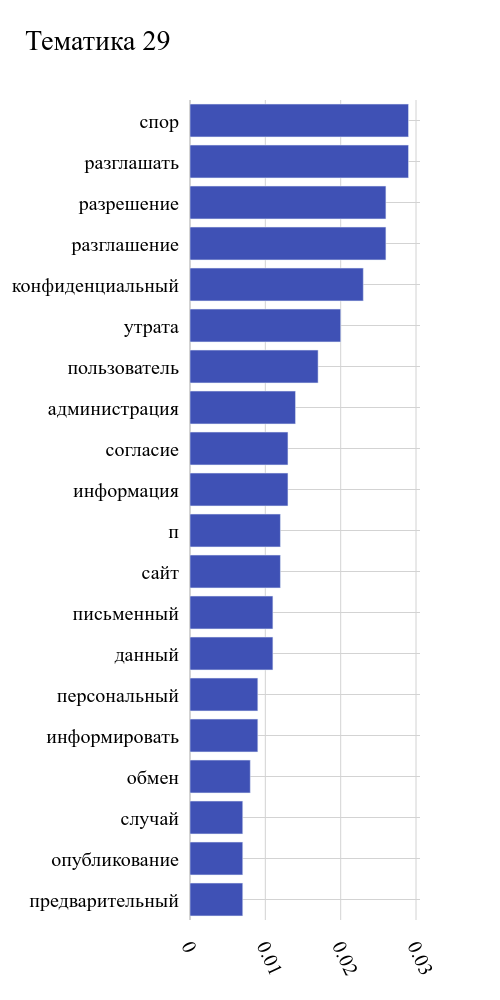 Тематика 29
спор
разглашать
разрешение
разглашение
конфиденциальный
утрата
пользователь
администрация
согласие
информация
п
сайт
письменный
данный
персональный
информировать
обмен
случай
опубликование
предварительный
0 0.01 0.02 0.03